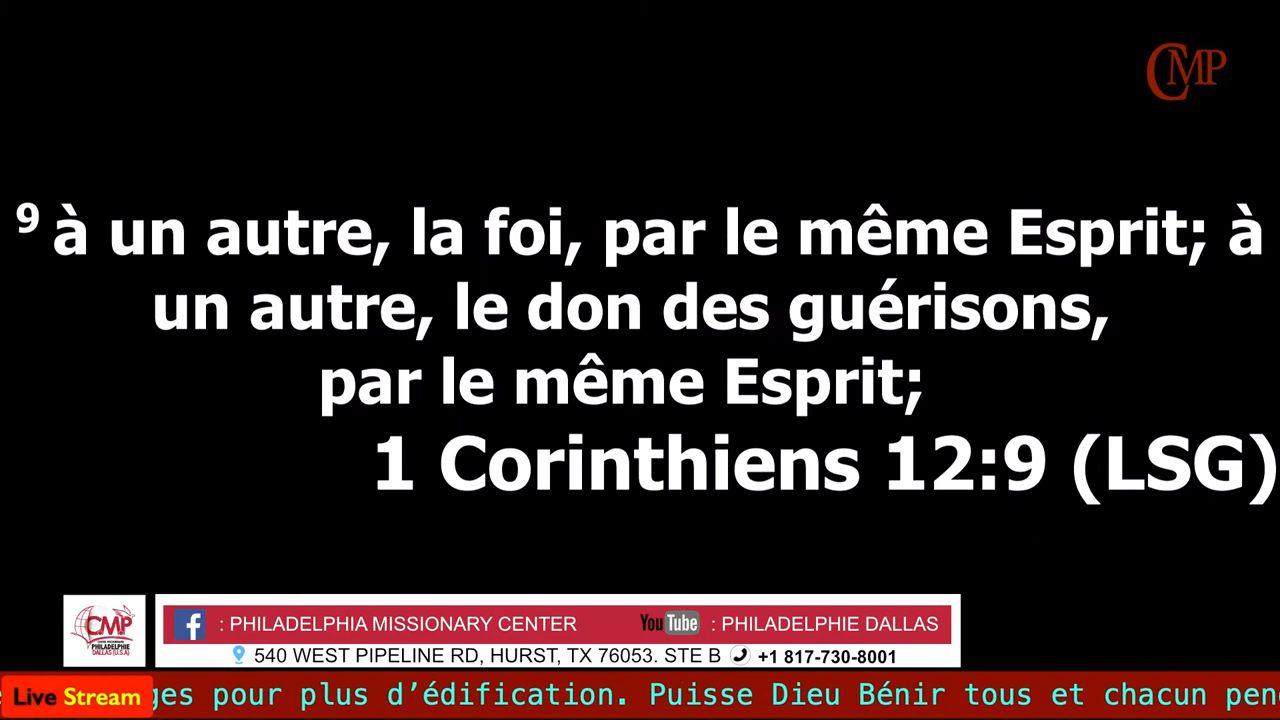 CMP
9 à un autre, la foi, par le même Esprit; à
un autre, le don des guérisons,
par le même Esprit;
1 Corinthiens 12:9 (LSG)
CMP
PHILADELPHIE
DALLAS (U.S.A)
: PHILADELPHIA MISSIONARY CENTER YouTube : PHILADELPHIE DALLAS
540 WEST PIPELINE RD, HURST, TX 76053. STE B +1 817-730-8001
Live Stream ges pour plus d’édification. Puisse Dieu Bénir tous et chacun pen